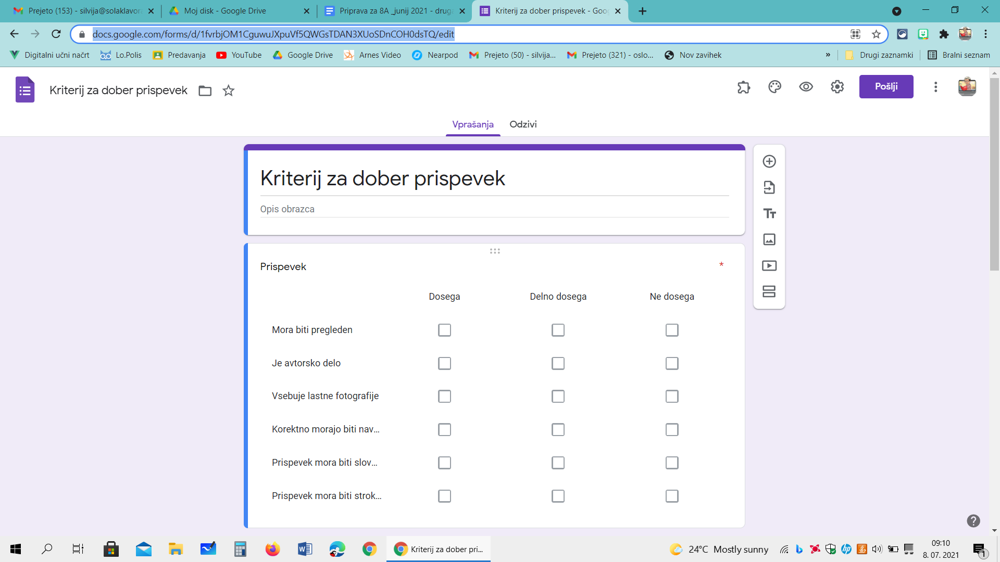 Prejeto (153) - silvija@solaklavora
Moj disk - Google Drive
Priprava za 8A _junij 2021 - druga
Kriterij za dober prispevek - Goo
docs.google.com/forms/d/1fvrbjOM1CguwuJXpuVf5QWGsTDAN3XUoSDnCOH0dsTQ/edit
Digitalni učni načrt
Lo.Polis
Predavanja
YouTube
Google Drive
Arnes Video
Nearpod
Prejeto (50) - silvija...
Prejeto (321) - oslo...
Nov zavihek
»
Drugi zaznamki
Bralni seznam
Kriterij za dober prispevek
Pošlji
Vprašanja
Odzivi
Kriterij za dober prispevek
Opis obrazca
Prispevek *
Dosega Delno dosega Ne dosega
Mora biti pregleden
Je avtorsko delo
Vsebuje lastne fotografije
Korektno morajo biti nav...
Prispevek mora biti slov...
Prispevek mora biti strok...
Kriterij za dober pri...
24°C Mostly sunny
09:10
8. 07. 2021
1